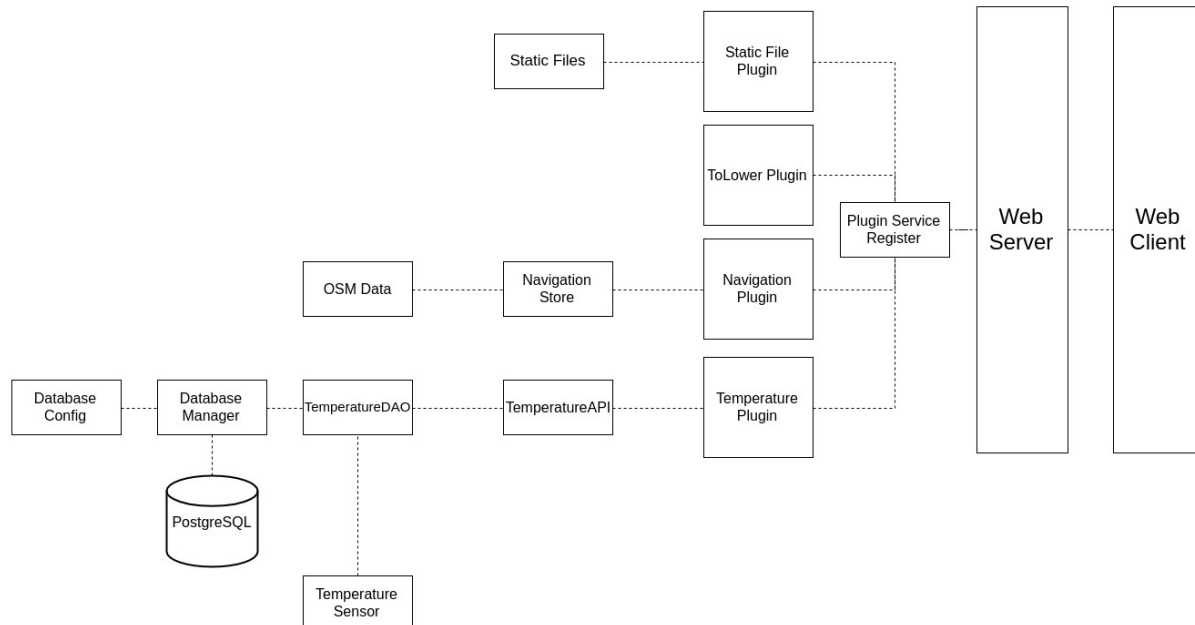 Static Files
Static File
Plugin
ToLower Plugin
Plugin Service
Register
Web
Server
Web
Client
OSM Data
Navigation
Store
Navigation
Plugin
Database
Config
Database
Manager
TemperatureDAO
TemperatureAPI
Temperature
Plugin
PostgreSQL
Temperature
Sensor